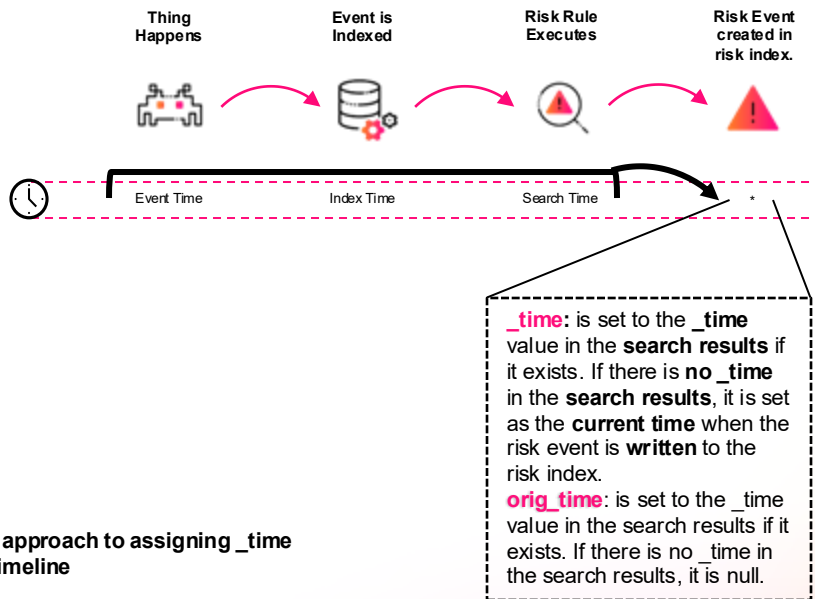 Thing
Happens
Event is
Indexed
Risk Rule
Executes
Risk Event
created in
risk index.
Event Time
Index Time
Search Time
*
_time: is set to the _time
value in the search results if
it exists. If there is no _time
in the search results, it is set
as the current time when the
risk event is written to the
risk index.
orig_time: is set to the _time
value in the search results if it
exists. If there is no _time in
the search results, it is null.
approach to assigning _time
imeline